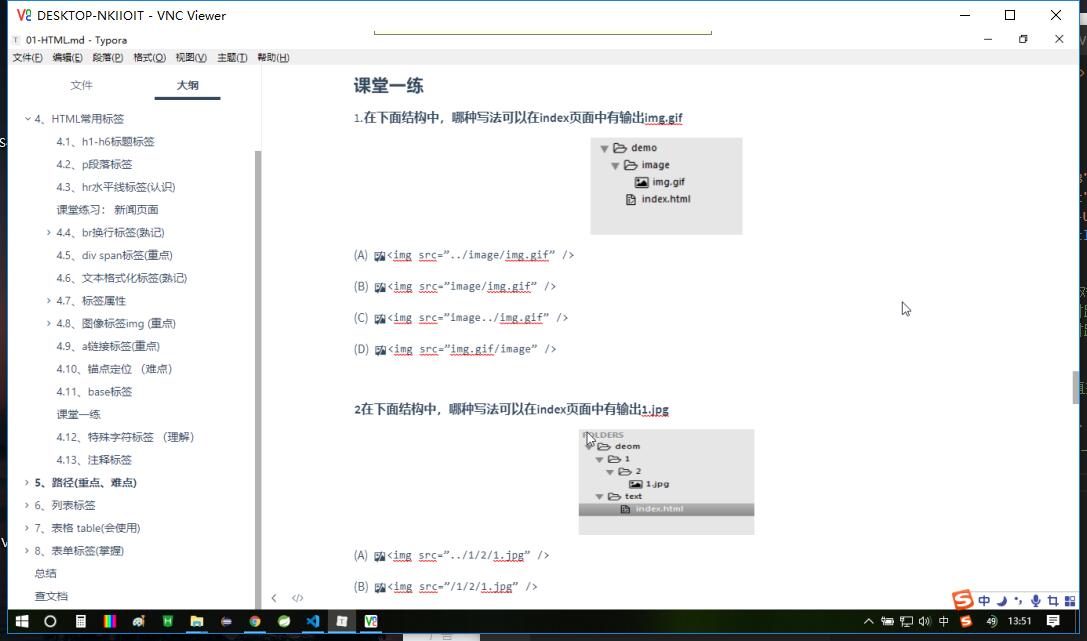 DESKTOP-NKIIOIT - VNC Viewer
01-HTML.md - Typora
文件(F) 编辑(E) 段落(P) 格式(O) 视图(V) 主题(T) 帮助(H)
文件 大纲
4、HTML常用标签
4.1、h1-h6标题标签
4.2、p段落标签
4.3、hr水平线标签(认识)
课堂练习： 新闻页面
4.4、br换行标签(熟记)
4.5、div span标签(重点)
4.6、文本格式化标签(熟记)
4.7、标签属性
4.8、图像标签img (重点)
4.9、a链接标签(重点)
4.10、锚点定位 （难点）
4.11、base标签
课堂一练
4.12、特殊字符标签 （理解）
4.13、注释标签
5、路径(重点、难点)
6、列表标签
7、表格 table(会使用)
8、表单标签(掌握)
总结
查文档
课堂一练
1.在下面结构中，哪种写法可以在index页面中有输出img.gif
demo
image
img.gif
index.html
(A) <img src=”../image/img.gif” />
(B) <img src=”image/img.gif” />
(C) <img src=”image../img.gif” />
(D) <img src=”img.gif/image” />
2在下面结构中，哪种写法可以在index页面中有输出1.jpg
FOLDERS
deom
1
2
1.jpg
text
index.html
(A) <img src=”../1/2/1.jpg” />
(B) <img src=”/1/2/1.jpg” />
中
中 49 13:51